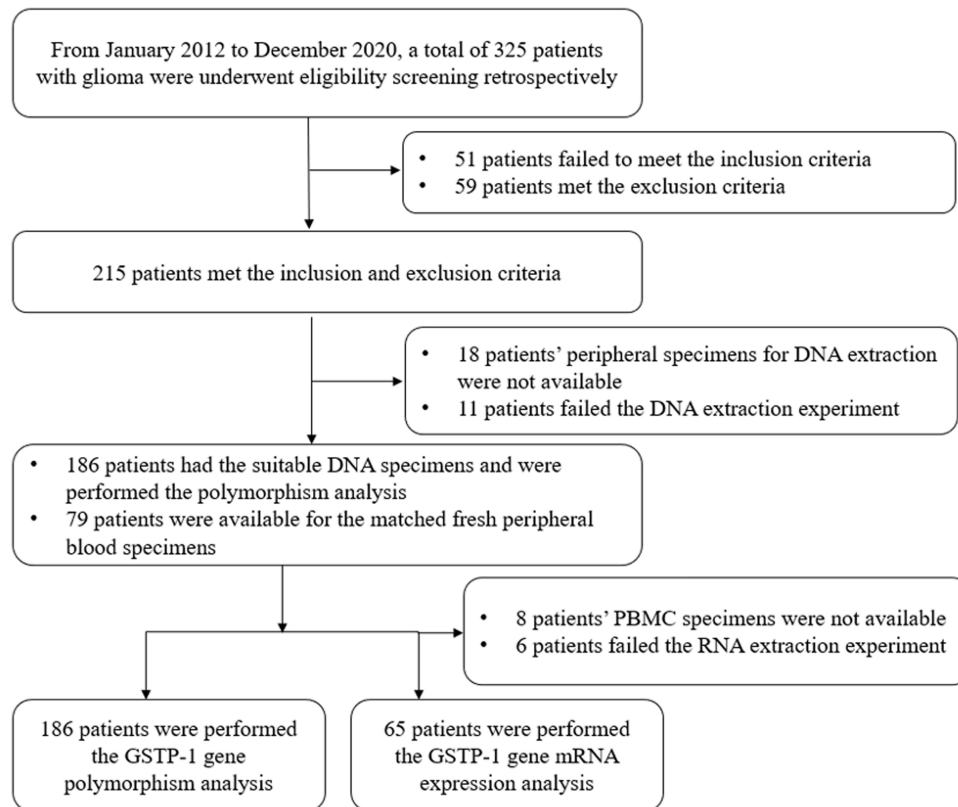 From January 2012 to December 2020, a total of 325 patients
with glioma were underwent eligibility screening retrospectively
• 51 patients failed to meet the inclusion criteria
• 59 patients met the exclusion criteria
215 patients met the inclusion and exclusion criteria
• 18 patients’ peripheral specimens for DNA extraction
were not available
• 11 patients failed the DNA extraction experiment
• 186 patients had the suitable DNA specimens and were
performed the polymorphism analysis
• 79 patients were available for the matched fresh peripheral
blood specimens
• 8 patients’ PBMC specimens were not available
• 6 patients failed the RNA extraction experiment
186 patients were performed
the GSTP-1 gene
polymorphism analysis
65 patients were performed
the GSTP-1 gene mRNA
expression analysis